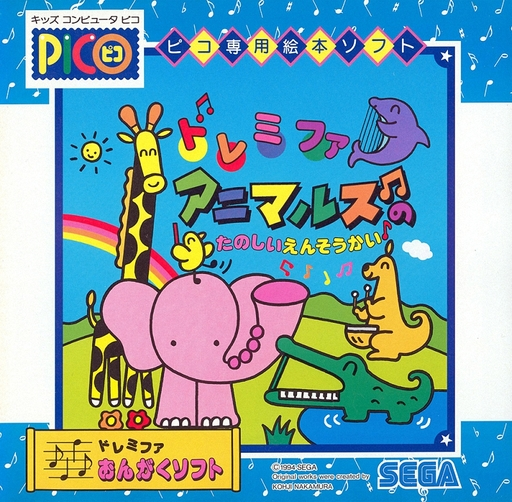 キッズ コンピュータ ピコ
PiCO ピコ
ピコ専用絵本ソフト
ドレミファ
アニマルズの
たのしいえんそうかい
ドレミファ
おんがくソフト
©1994 SEGA
Original works were created by
KOHJI NAKAMURA
SEGA